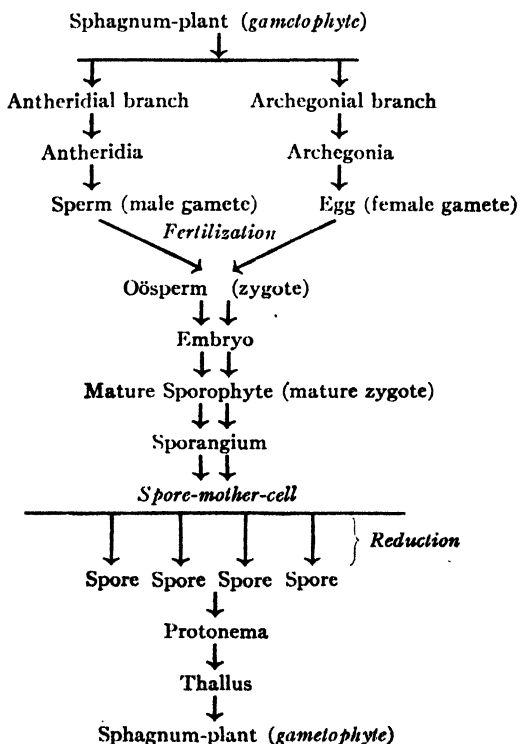 Sphagnum-plant (gametophyte)
Antheridial branch Archegonial branch
Antheridia Archegonia
Sperm (male gamete) Egg (female gamete)
Fertilization
Oösperm (zygote)
Embryo
Mature Sporophyte (mature zygote)
Sporangium
Spore-mother-cell
Reduction
Spore Spore Spore Spore
Protonema
Thallus
Sphagnum-plant (gametophyte)